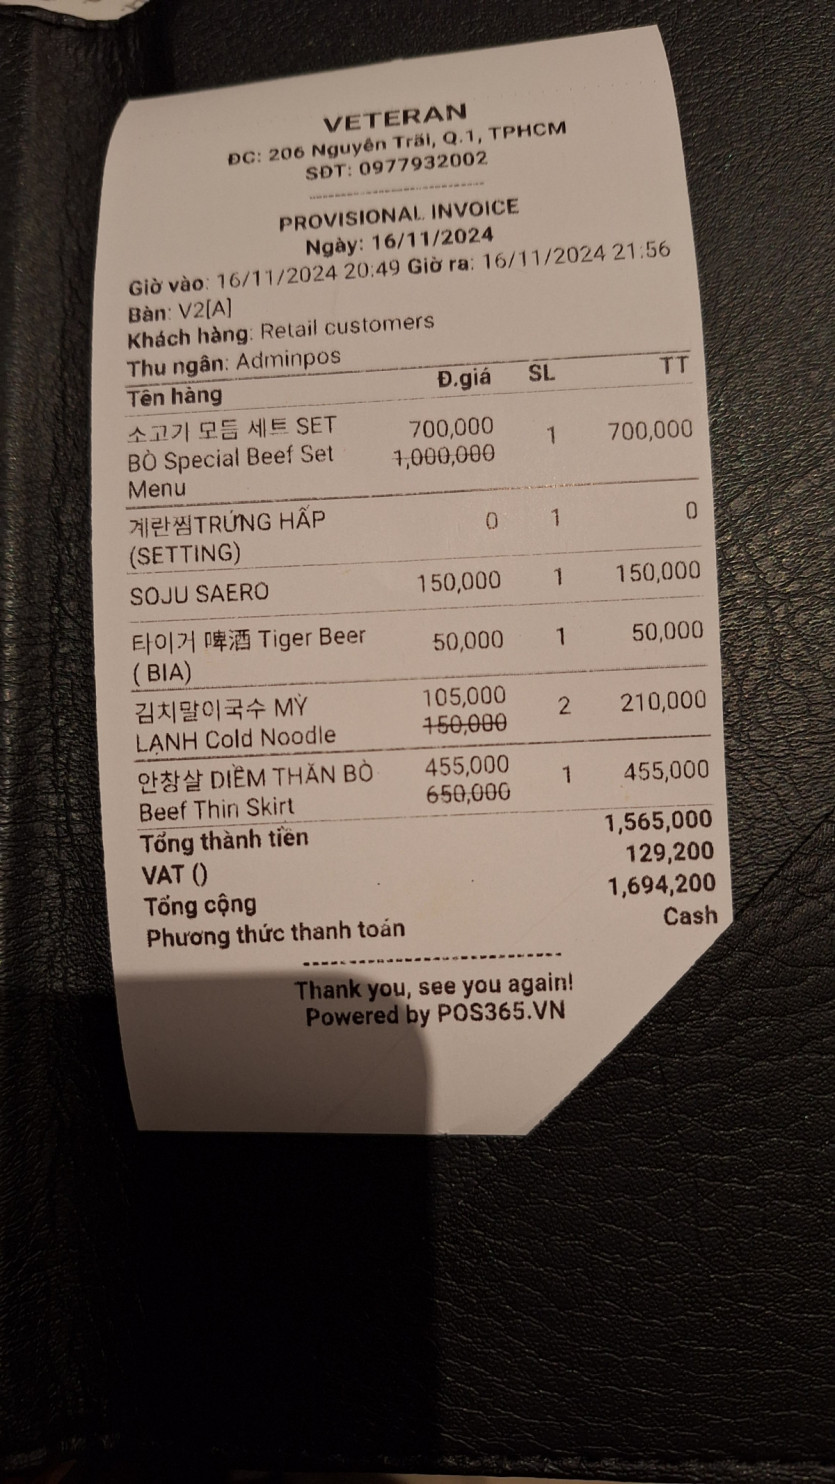 VETERAN
ĐC: 206 Nguyễn Trãi, Q.1, TPHCM
SĐT: 0977932002
PROVISIONAL INVOICE
Ngày: 16/11/2024
Giờ vào: 16/11/2024 20:49 Giờ ra: 16/11/2024 21:56
Bàn: V2[A]
Khách hàng: Retail customers
Thu ngân: Adminpos
Tên hàng Đ.giá SL TT
소고기 모듬 세트 SET 700,000 1 700,000
BÒ Special Beef Set 1,000,000
Menu
계란찜TRỨNG HẤP 0 1 0
(SETTING)
SOJU SAERO 150,000 1 150,000
타이거 啤酒 Tiger Beer 50,000 1 50,000
( BIA)
김치말이국수 MỲ 105,000 2 210,000
LẠNH Cold Noodle 150,000
안창살 DIỀM THĂN BÒ 455,000 1 455,000
Beef Thin Skirt 650,000
Tổng thành tiền 1,565,000
VAT () 129,200
Tổng cộng 1,694,200
Phương thức thanh toán Cash
Thank you, see you again!
Powered by POS365.VN